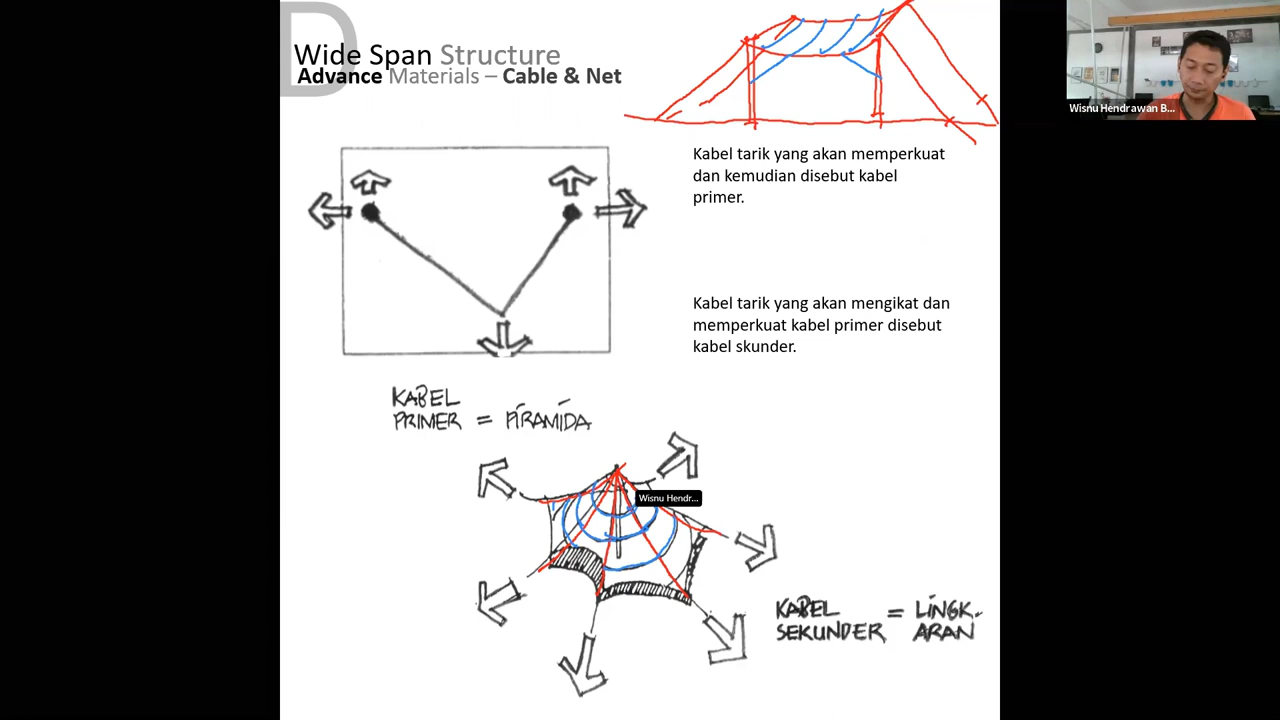 D
Wide Span Structure
Advance Materials – Cable & Net
Wisnu Hendrawan B...
Kabel tarik yang akan memperkuat
dan kemudian disebut kabel
primer.
Kabel tarik yang akan mengikat dan
memperkuat kabel primer disebut
kabel skunder.
KABEL
PRIMER = PIRAMIDA
Wisnu Hendr...
KABEL = LINGK-
SEKUNDER ARAN